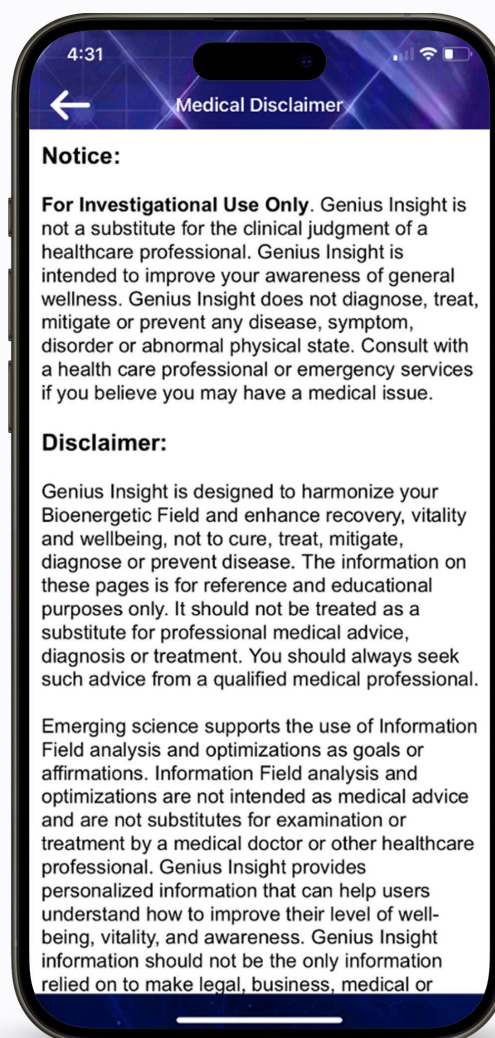 4:31
Medical Disclaimer
Notice:
For Investigational Use Only. Genius Insight is
not a substitute for the clinical judgment of a
healthcare professional. Genius Insight is
intended to improve your awareness of general
wellness. Genius Insight does not diagnose, treat,
mitigate or prevent any disease, symptom,
disorder or abnormal physical state. Consult with
a health care professional or emergency services
if you believe you may have a medical issue.
Disclaimer:
Genius Insight is designed to harmonize your
Bioenergetic Field and enhance recovery, vitality
and wellbeing, not to cure, treat, mitigate,
diagnose or prevent disease. The information on
these pages is for reference and educational
purposes only. It should not be treated as a
substitute for professional medical advice,
diagnosis or treatment. You should always seek
such advice from a qualified medical professional.
Emerging science supports the use of Information
Field analysis and optimizations as goals or
affirmations. Information Field analysis and
optimizations are not intended as medical advice
and are not substitutes for examination or
treatment by a medical doctor or other healthcare
professional. Genius Insight provides
personalized information that can help users
understand how to improve their level of well-
being, vitality, and awareness. Genius Insight
information should not be the only information
relied on to make legal, business, medical or